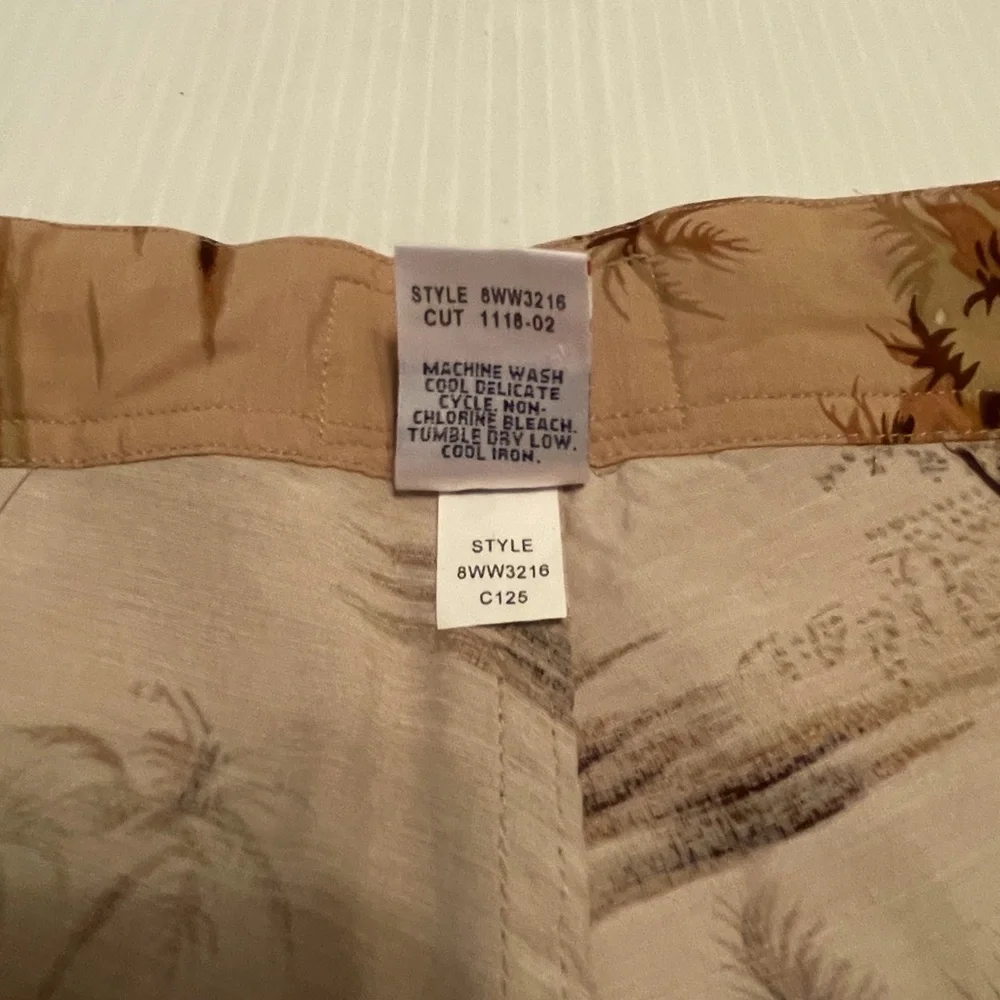 STYLE 8WW3216
CUT 1118-02
MACHINE WASH
COOL DELICATE
CYCLE. NON-
CHLORINE BLEACH.
TUMBLE DRY LOW.
COOL IRON.
STYLE
8WW3216
C125